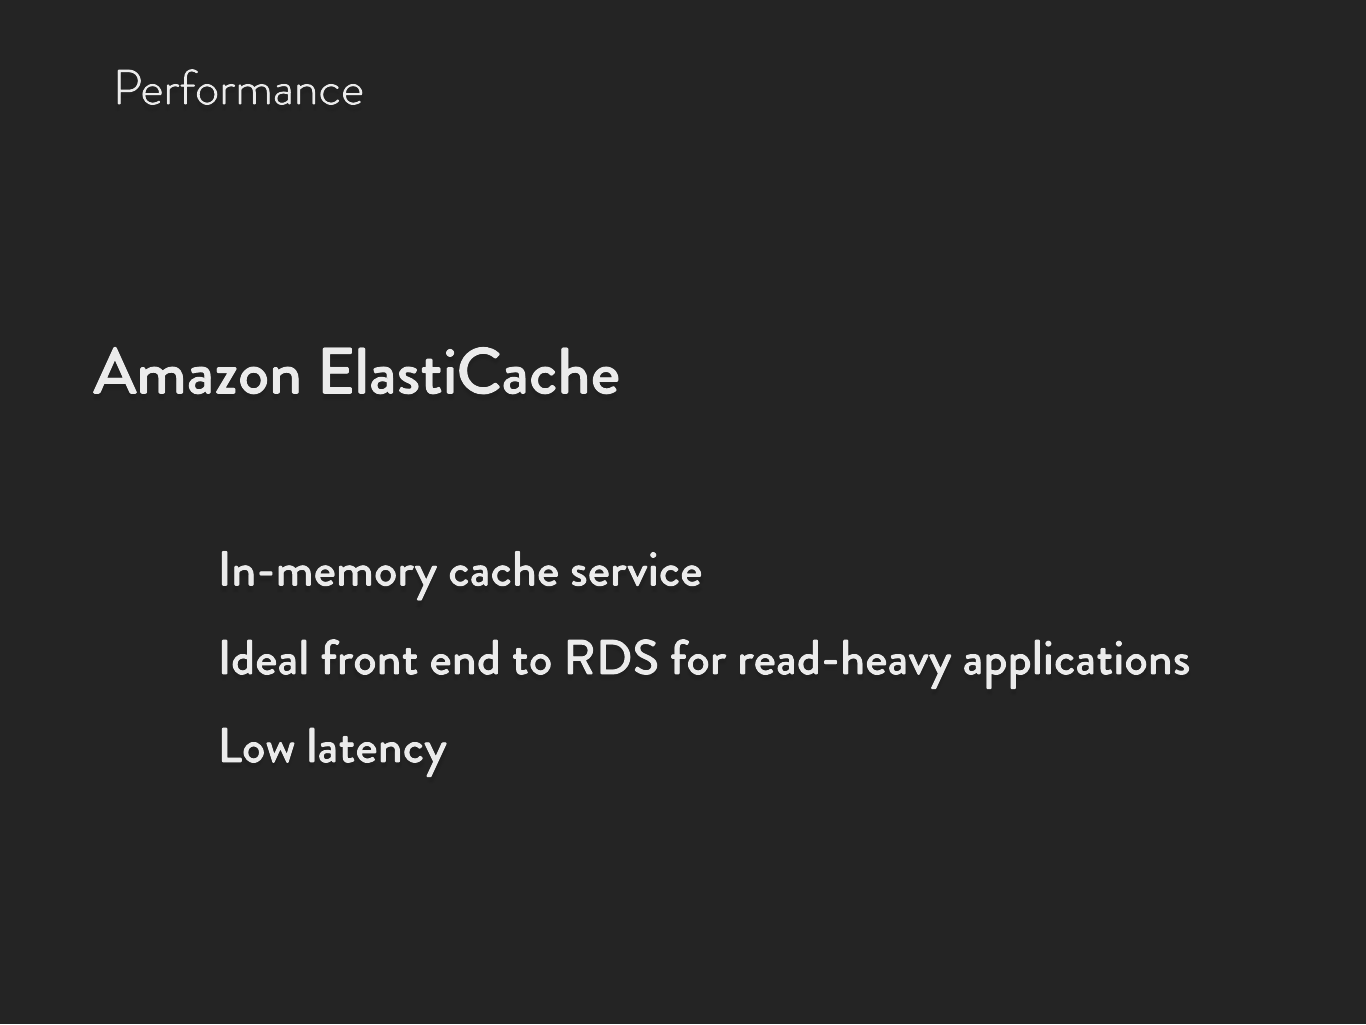 Performance
Amazon ElastiCache
In-memory cache service
Ideal front end to RDS for read-heavy applications
Low latency